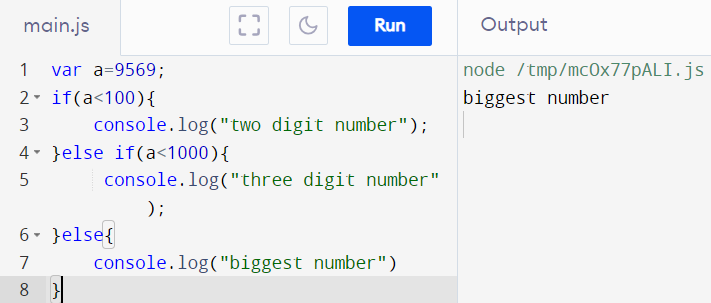 main.js
Run
Output
1 var a=9569;
2 if(a<100){
3 console.log("two digit number");
4 }else if(a<1000){
5 console.log("three digit number"
);
6 }else{
7 console.log("biggest number")
8 }
node /tmp/mcOx77pALI.js
biggest number